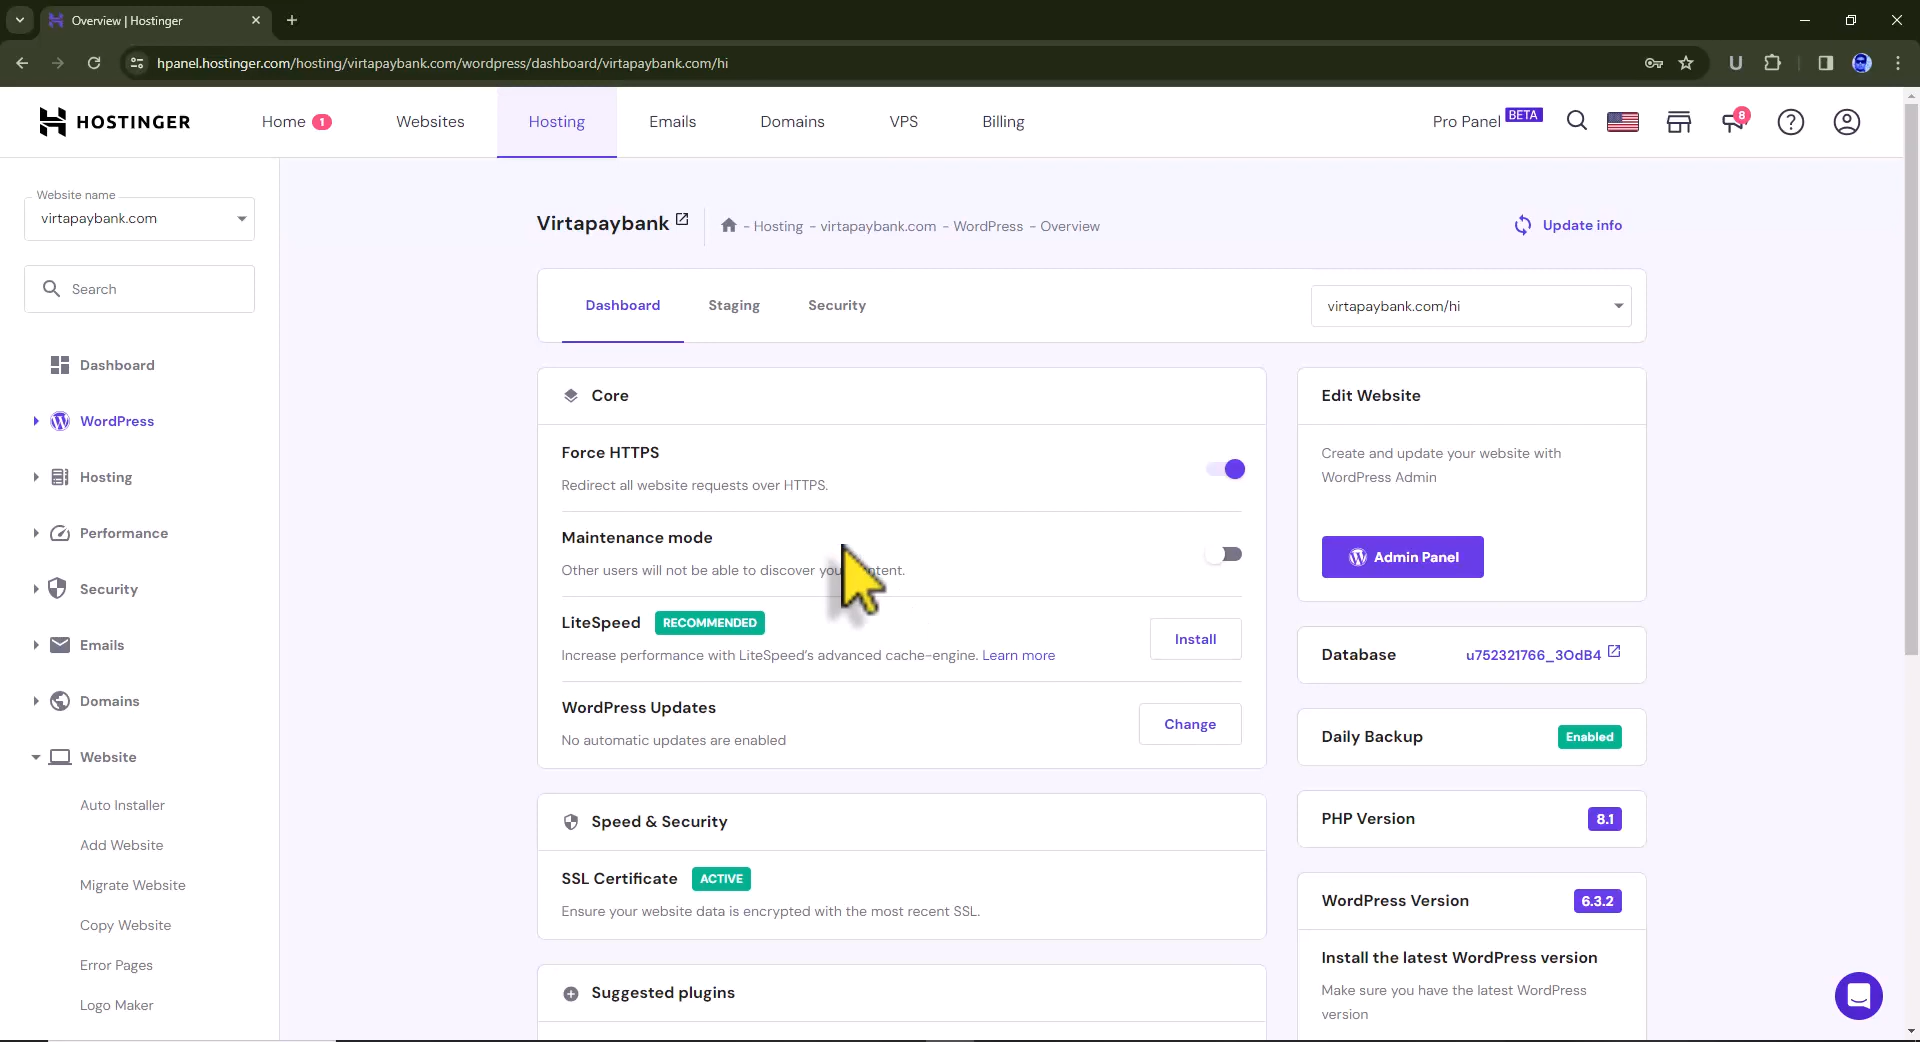 Overview | Hostinger
hpanel.hostinger.com/hosting/virtapaybank.com/wordpress/dashboard/virtapaybank.com/hi
HOSTINGER
Home 1
Websites
Hosting
Emails
Domains
VPS
Billing
Pro Panel BETA
8
Website name
virtapaybank.com
Search
Dashboard
WordPress
Hosting
Performance
Security
Emails
Domains
Website
Auto Installer
Add Website
Migrate Website
Copy Website
Error Pages
Logo Maker
Virtapaybank
- Hosting - virtapaybank.com - WordPress - Overview
Update info
Dashboard
Staging
Security
virtapaybank.com/hi
Core
Force HTTPS
Redirect all website requests over HTTPS.
Maintenance mode
Other users will not be able to discover
LiteSpeed RECOMMENDED
Increase performance with LiteSpeed's advanced cache-engine. Learn more
Install
WordPress Updates
No automatic updates are enabled
Change
Speed & Security
SSL Certificate ACTIVE
Ensure your website data is encrypted with the most recent SSL.
Suggested plugins
Edit Website
Create and update your website with
WordPress Admin
Admin Panel
Database
u752321766_3OdB4
Daily Backup
Enabled
PHP Version
8.1
WordPress Version
6.3.2
Install the latest WordPress version
Make sure you have the latest WordPress
version